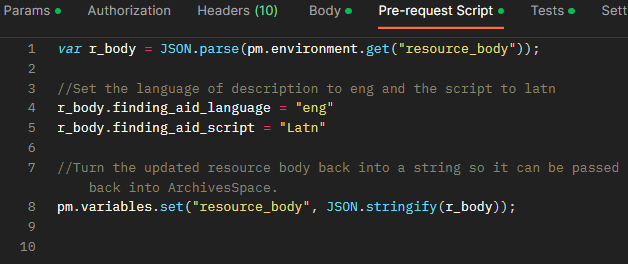 Params Authorization Headers (10) Body Pre-request Script Tests Sett
1 var r_body = JSON.parse(pm.environment.get("resource_body"));
2
3 //Set the language of description to eng and the script to latn
4 r_body.finding_aid_language = "eng"
5 r_body.finding_aid_script = "Latn"
6
7 //Turn the updated resource body back into a string so it can be passed
back into ArchivesSpace.
8 pm.variables.set("resource_body", JSON.stringify(r_body));
9
10